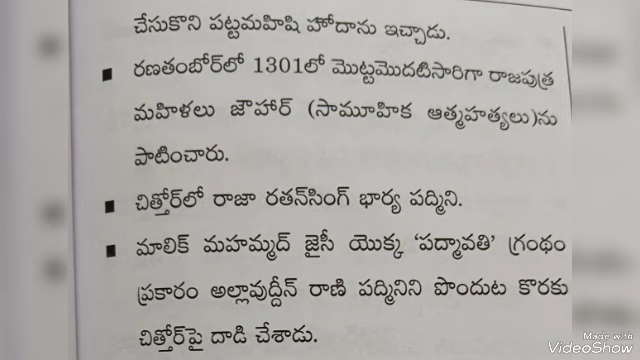 చేసుకొని పట్టమహిషి హోదాను ఇచ్చాడు.
▪ రణతంబోర్‌లో 1301లో మొట్టమొదటిసారిగా రాజపుత్ర
మహిళలు జౌహార్ (సామూహిక ఆత్మహత్యలు)ను
పాటించారు.
▪ చిత్తోర్‌లో రాజా రతన్‌సింగ్ భార్య పద్మిని.
▪ మాలిక్ మహమ్మద్ జైసీ యొక్క ‘పద్మావతి’ గ్రంథం
ప్రకారం అల్లావుద్దీన్ రాణి పద్మినిని పొందుట కొరకు
చిత్తోర్‌పై దాడి చేశాడు.
Made with
VideoShow